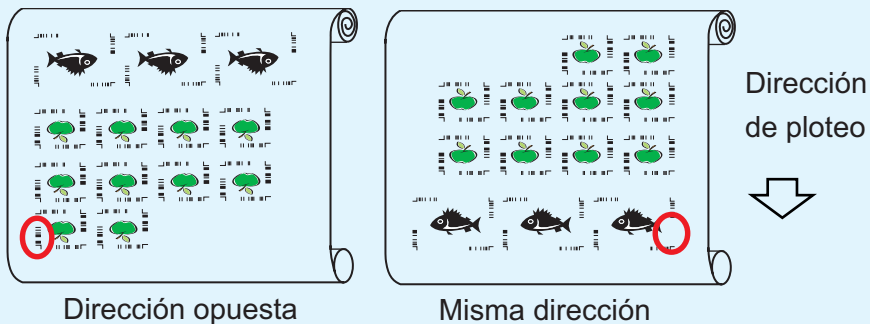 Dirección
de ploteo
Dirección opuesta
Misma dirección